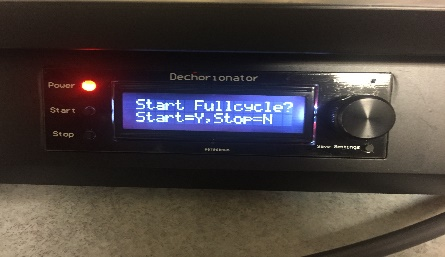 Dechorionator
Power
Start
Stop
Start Fullcycle?
Start=Y,Stop=N
Save Settings